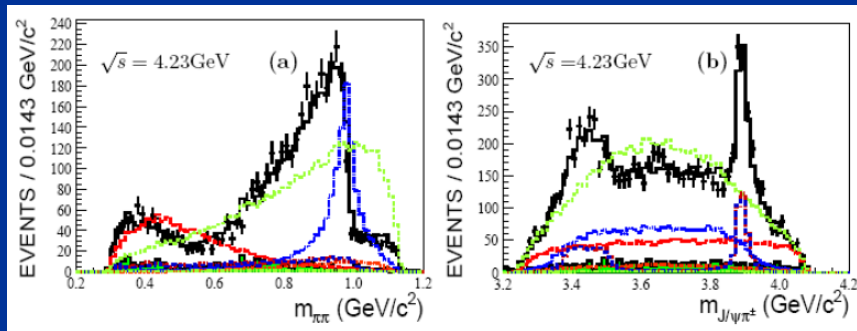 EVENTS / 0.0143 GeV/c²
240
220
200
180
160
140
120
100
80
60
40
20
0
√s = 4.23GeV (a)
0.2 0.4 0.6 0.8 1.0 1.2
m_ππ (GeV/c²)
EVENTS / 0.0143 GeV/c²
350
300
250
200
150
100
50
0
√s =4.23GeV (b)
3.2 3.4 3.6 3.8 4.0 4.2
m_J/ψπ± (GeV/c²)